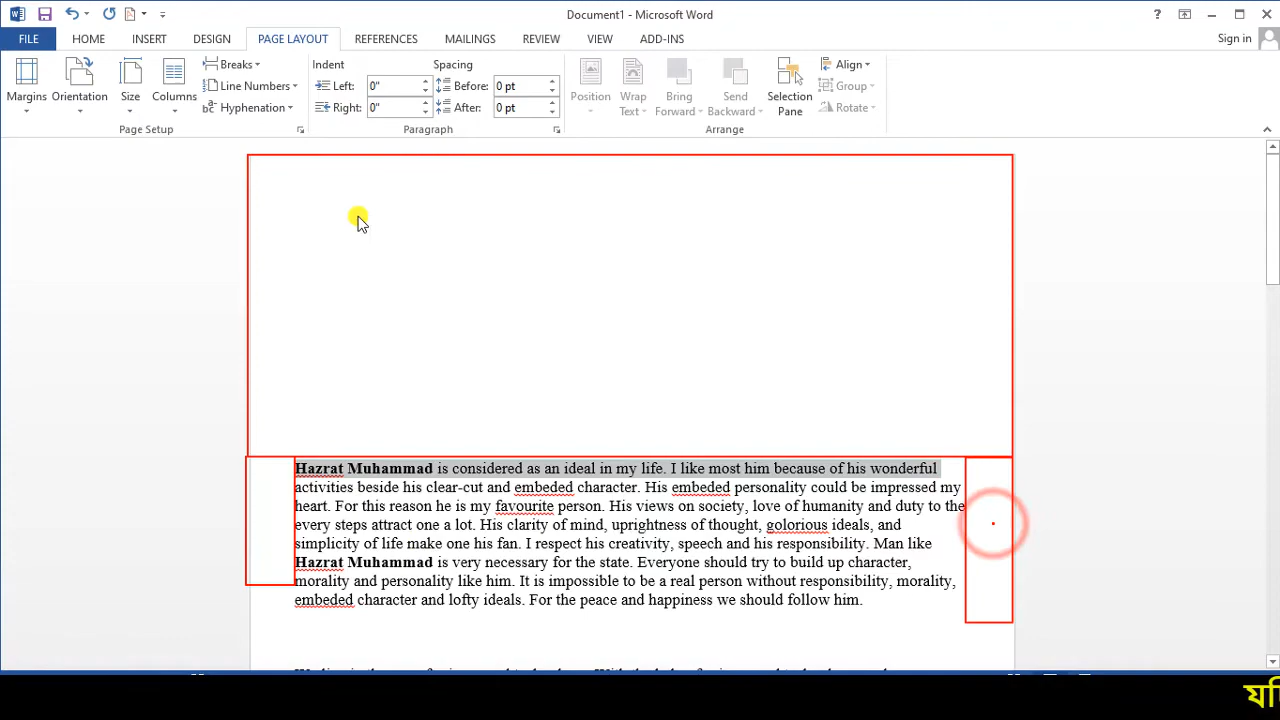 Document1 - Microsoft Word
FILE HOME INSERT DESIGN PAGE LAYOUT REFERENCES MAILINGS REVIEW VIEW ADD-INS Sign in
Margins Orientation Size Columns
Breaks
Line Numbers
Hyphenation
Page Setup
Indent Spacing
Left: 0" Before: 0 pt
Right: 0" After: 0 pt
Paragraph
Position Wrap Text Bring Forward Send Backward Selection Pane
Align
Group
Rotate
Arrange
Hazrat Muhammad is considered as an ideal in my life. I like most him because of his wonderful
activities beside his clear-cut and embeded character. His embeded personality could be impressed my
heart. For this reason he is my favourite person. His views on society, love of humanity and duty to the
every steps attract one a lot. His clarity of mind, uprightness of thought, golorious ideals, and
simplicity of life make one his fan. I respect his creativity, speech and his responsibility. Man like
Hazrat Muhammad is very necessary for the state. Everyone should try to build up character,
morality and personality like him. It is impossible to be a real person without responsibility, morality,
embeded character and lofty ideals. For the peace and happiness we should follow him.